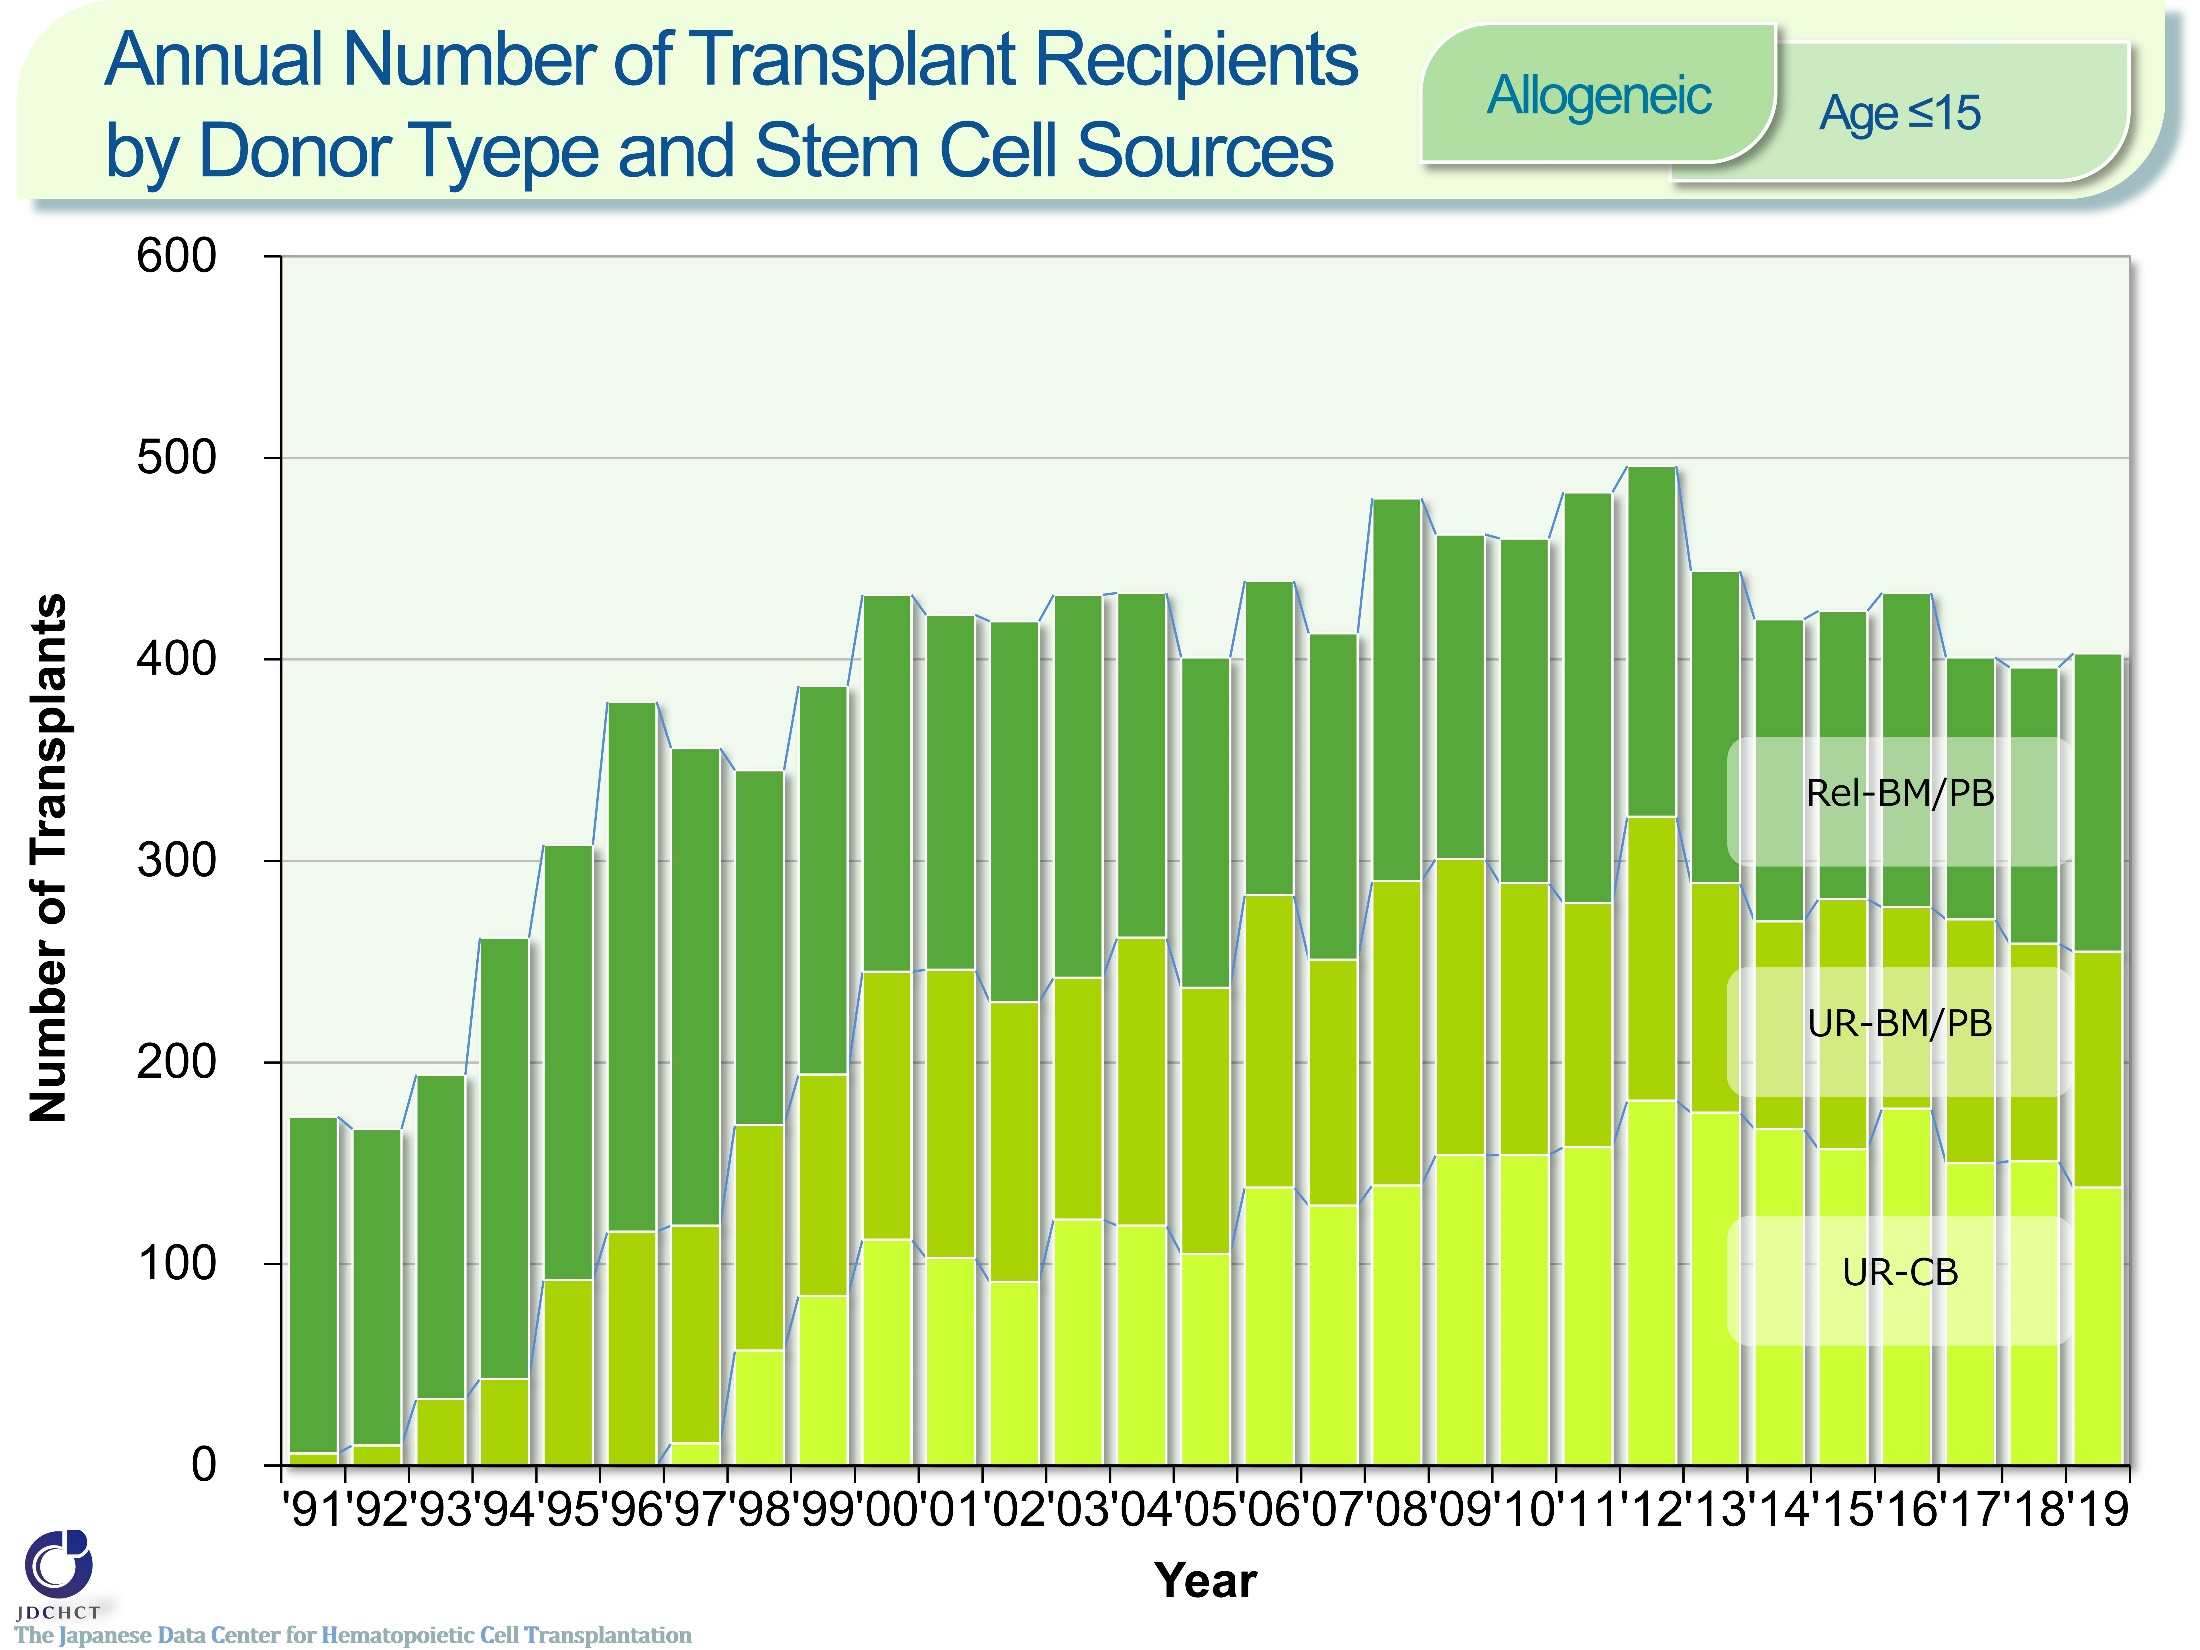 Annual Number of Transplant Recipients
by Donor Tyepe and Stem Cell Sources
Allogeneic
Age ≤15
600
500
400
300
200
100
0
Number of Transplants
Rel-BM/PB
UR-BM/PB
UR-CB
'91 '92 '93 '94 '95 '96 '97 '98 '99 '00 '01 '02 '03 '04 '05 '06 '07 '08 '09 '10 '11 '12 '13 '14 '15 '16 '17 '18 '19
Year
JDCHCT
The Japanese Data Center for Hematopoietic Cell Transplantation